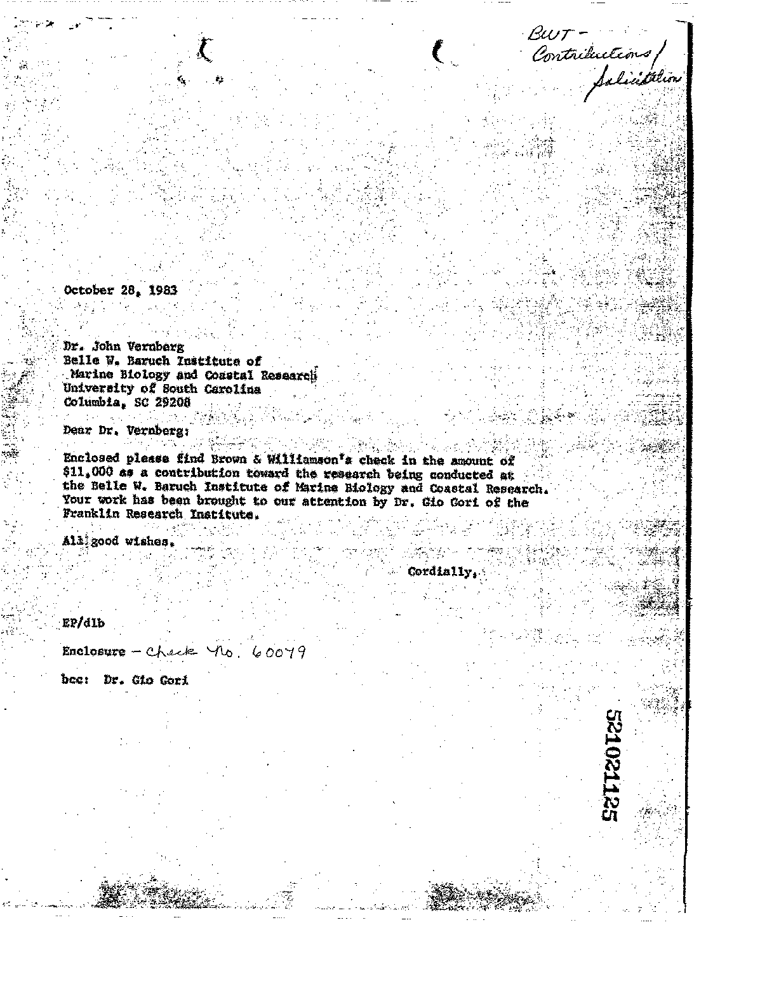 BWT -
Contributions/
Solicitation
October 28, 1983
Dr. John Vernberg
Belle W. Baruch Institute of
Marine Biology and Coastal Research
University of South Carolina
Columbia, SC 29208
Dear Dr. Vernberg:
Enclosed please find Brown & Williamson's check in the amount of
$11,000 as a contribution toward the research being conducted at
the Belle W. Baruch Institute of Marine Biology and Coastal Research.
Your work has been brought to our attention by Dr. Gio Gori of the
Franklin Research Institute.
All good wishes.
Cordially,
EP/dlb
Enclosure - Check No. 60079
bcc: Dr. Gio Gori
521021125